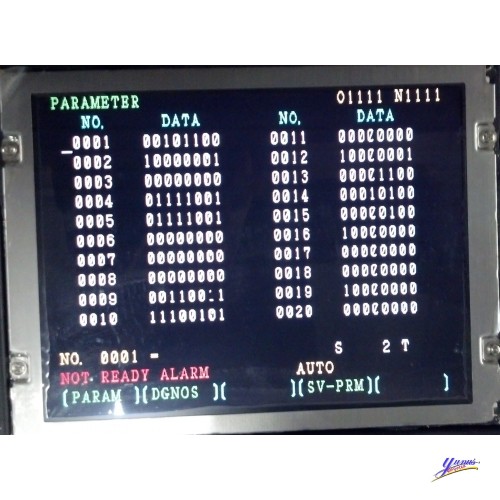 PARAMETER O1111 N1111
NO. DATA NO. DATA
0001 00101100 0011 00000000
0002 10000001 0012 10000001
0003 00000000 0013 00001100
0004 01111001 0014 00010100
0005 01111001 0015 00000100
0006 00000000 0016 10000000
0007 00000000 0017 00000000
0008 00000000 0018 00000000
0009 00110011 0019 10000000
0010 11100101 0020 00000000
S 2 T
NO. 0001 =
NOT READY ALARM AUTO
[PARAM ][DGNOS ][ ][SV-PRM][ ]
Yunus